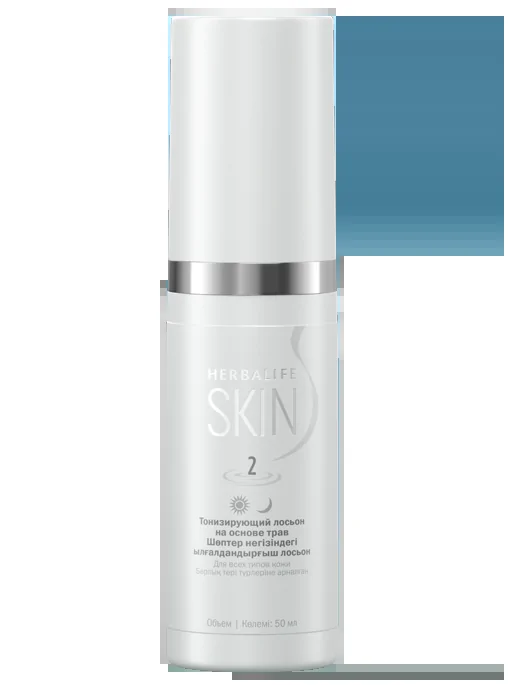 HERBALIFE
SKIN
2
Тонизирующий лосьон
на основе трав
Шөптер негізіндегі
ылғалдандырғыш лосьон
Для всех типов кожи
Барлық тері түрлеріне арналған
Объем | Көлемі: 50 мл